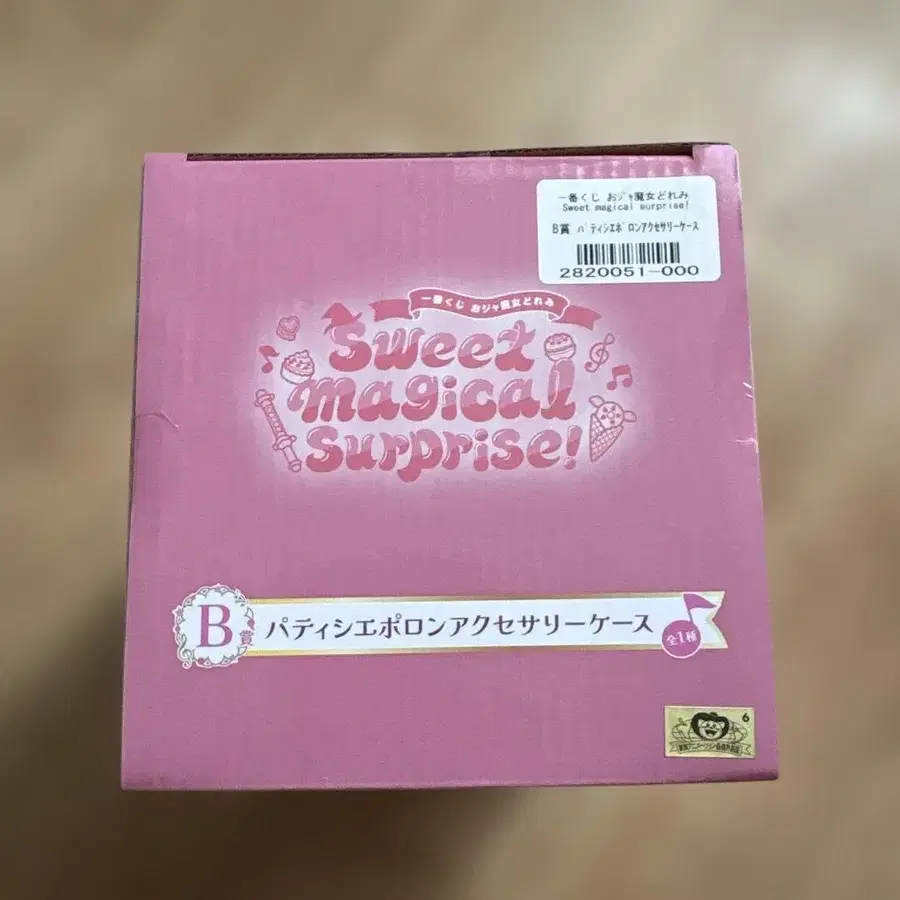 一番くじ おジャ魔女どれみ
Sweet magical surprise!
B賞 パティシエポロンアクセサリーケース
2820051-000
一番くじ おジャ魔女どれみ
Sweet
magical
surprise!
B賞 パティシエポロンアクセサリーケース 全1種
6